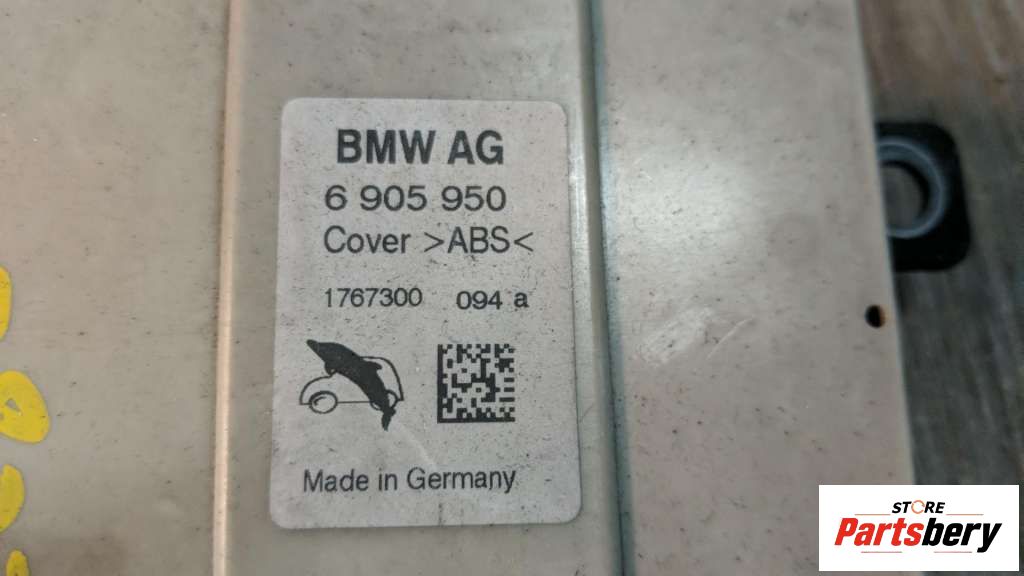 BMW AG
6 905 950
Cover >ABS<
1767300 094 a
Made in Germany
STORE
Partsbery